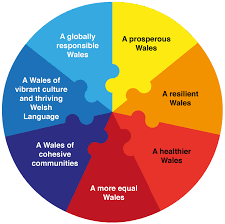 A globally
responsible
Wales
A prosperous
Wales
A resilient
Wales
A healthier
Wales
A more equal
Wales
A Wales of
cohesive
communities
A Wales of
vibrant culture
and thriving
Welsh
Language